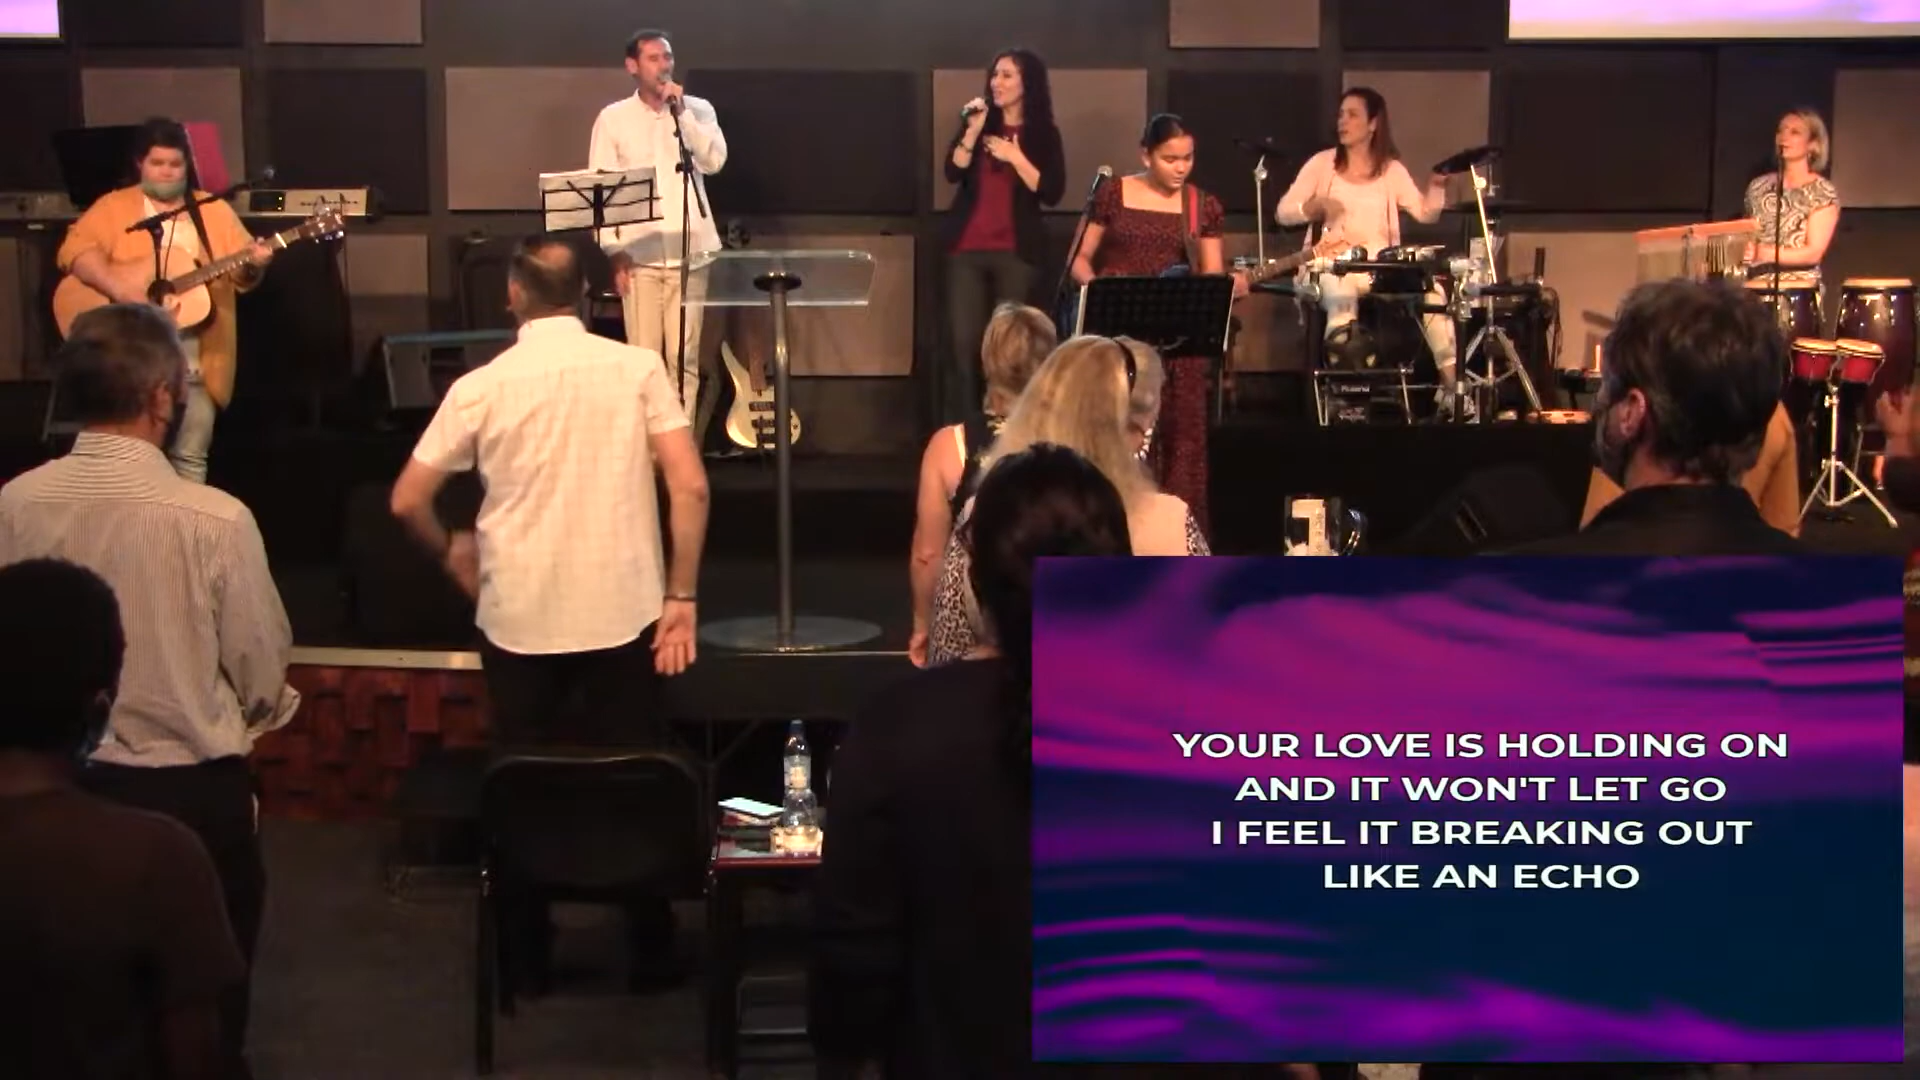 YOUR LOVE IS HOLDING ON
AND IT WON'T LET GO
I FEEL IT BREAKING OUT
LIKE AN ECHO